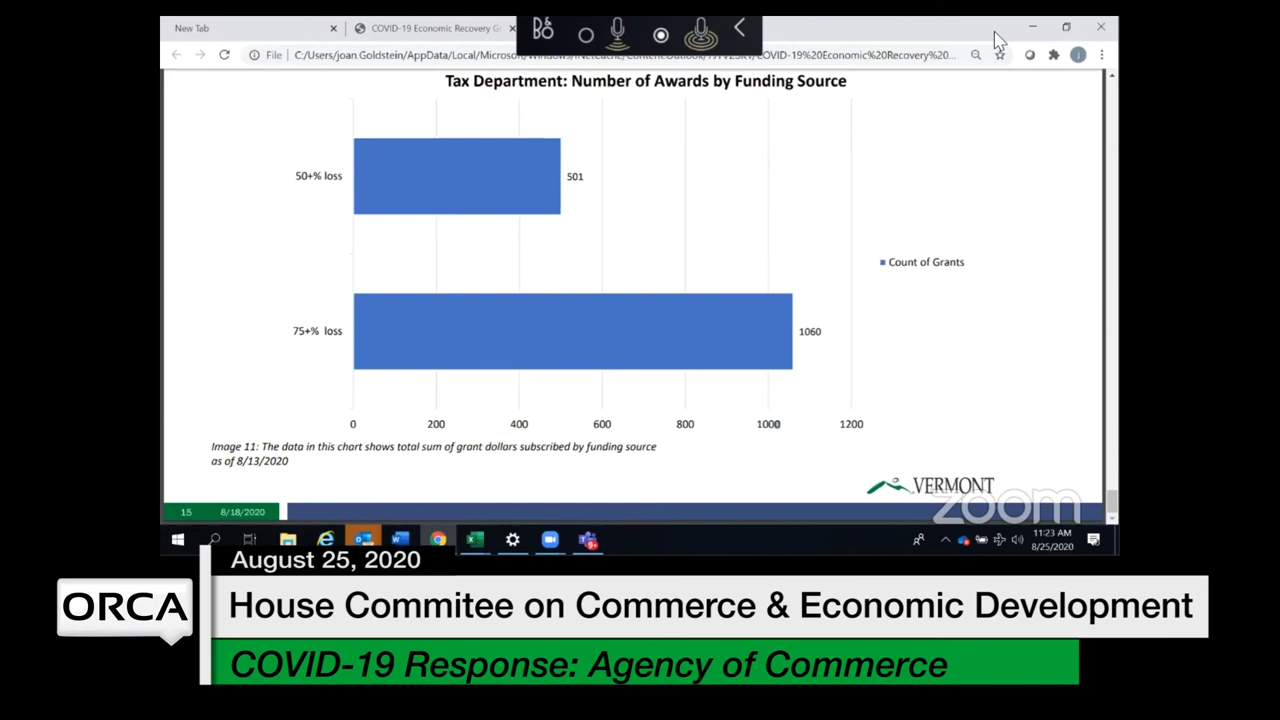 New Tab
COVID-19 Economic Recovery Gr
File
C:/Users/joan.Goldstein/AppData/Local/Microsoft/Windows/
COVID-19%20Economic%20Recovery%20...
Tax Department: Number of Awards by Funding Source
50+% loss
501
Count of Grants
75+% loss
1060
0 200 400 600 800 1000 1200
Image 11: The data in this chart shows total sum of grant dollars subscribed by funding source
as of 8/13/2020
VERMONT
zoom
15 8/18/2020
11:23 AM
8/25/2020
August 25, 2020
ORCA
House Commitee on Commerce & Economic Development
COVID-19 Response: Agency of Commerce